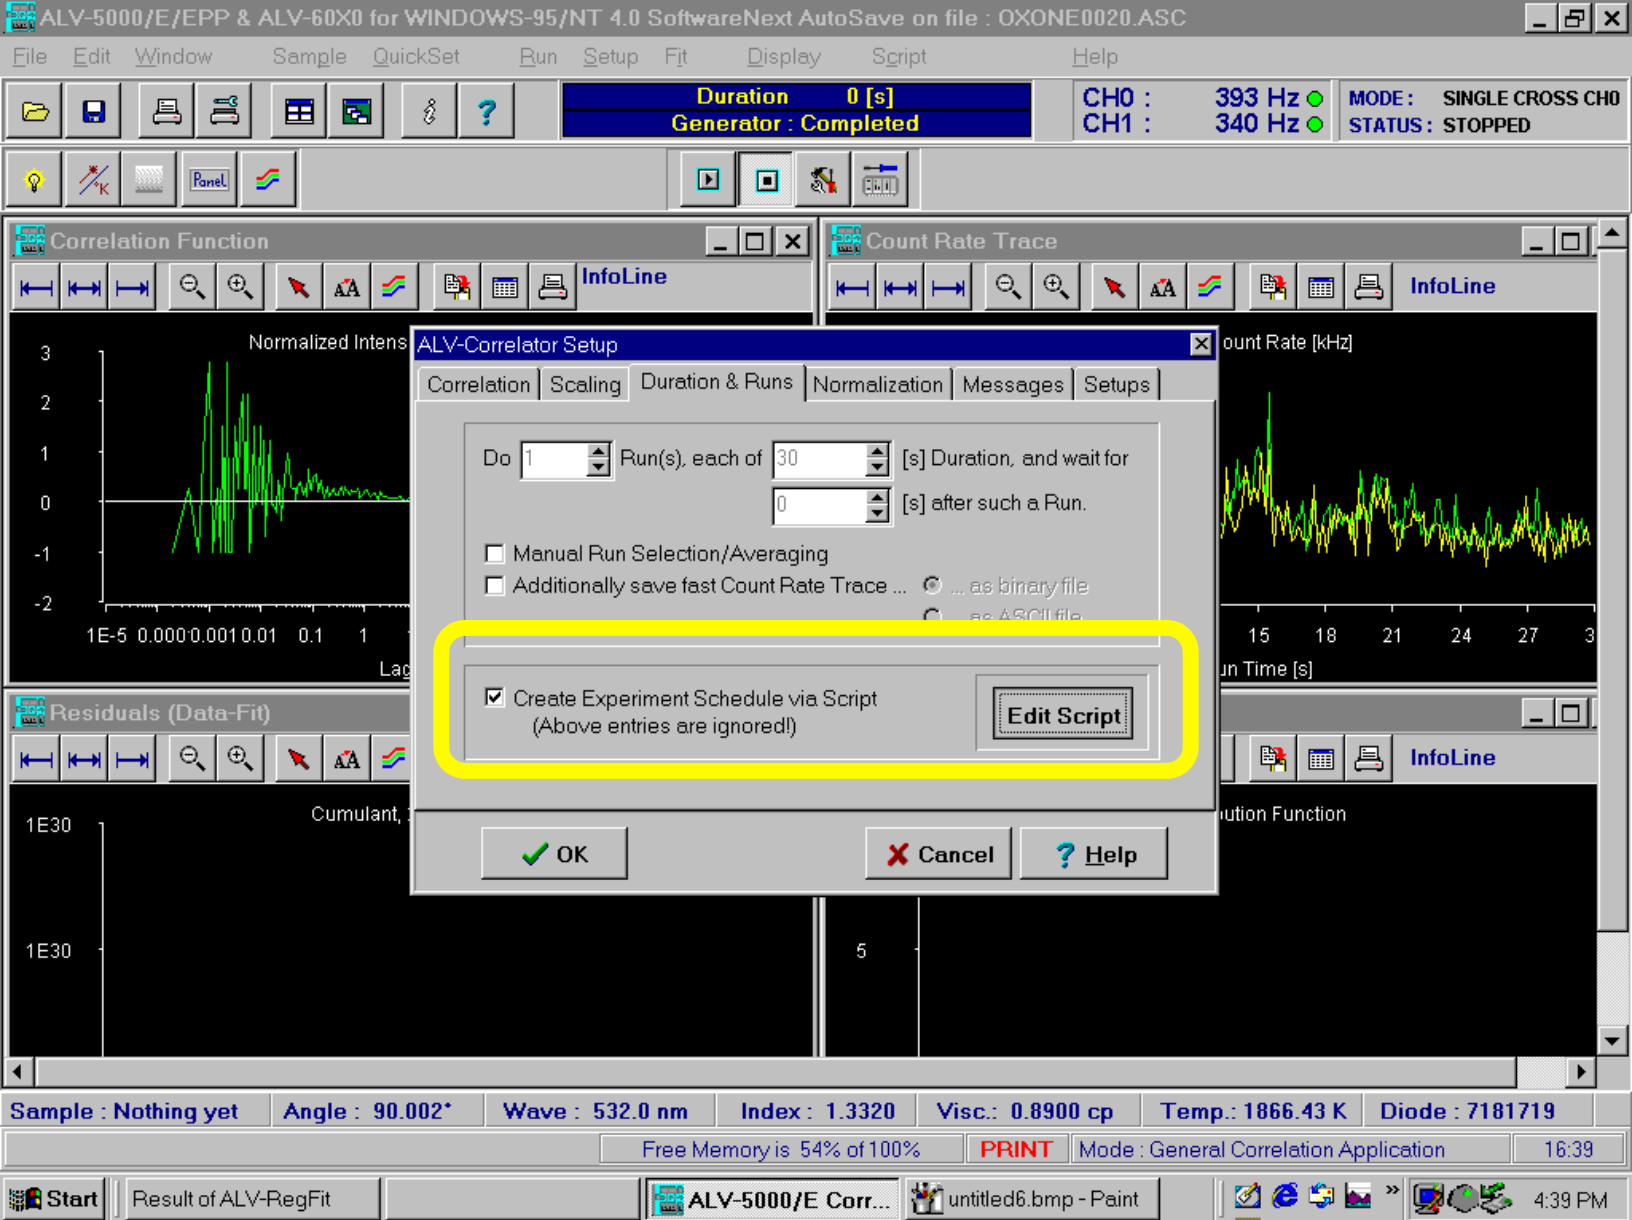 ALV-5000/E/EPP & ALV-60X0 for WINDOWS-95/NT 4.0 SoftwareNext AutoSave on file : OXONE0020.ASC
File Edit Window Sample QuickSet Run Setup Fit Display Script Help
Duration 0 [s]
Generator : Completed
CH0 : 393 Hz
CH1 : 340 Hz
MODE : SINGLE CROSS CH0
STATUS : STOPPED
°K
Panel
Correlation Function
InfoLine
Count Rate Trace
InfoLine
Normalized Intens
ount Rate [kHz]
3
2
1
0
-1
-2
1E-5 0.000 0.001 0.01 0.1 1
Lag
15 18 21 24 27 3
un Time [s]
ALV-Correlator Setup
Correlation Scaling Duration & Runs Normalization Messages Setups
Do 1 Run(s), each of 30 [s] Duration, and wait for
0 [s] after such a Run.
Manual Run Selection/Averaging
Additionally save fast Count Rate Trace ... ... as binary file
... as ASCII file
Create Experiment Schedule via Script
(Above entries are ignored!)
Edit Script
OK Cancel Help
Residuals (Data-Fit)
InfoLine
Cumulant,
ution Function
1E30
1E30
5
Sample : Nothing yet Angle : 90.002° Wave : 532.0 nm Index : 1.3320 Visc.: 0.8900 cp Temp.: 1866.43 K Diode : 7181719
Free Memory is 54% of 100% PRINT Mode : General Correlation Application 16:39
Start Result of ALV-RegFit ALV-5000/E Corr... untitled6.bmp - Paint » 4:39 PM